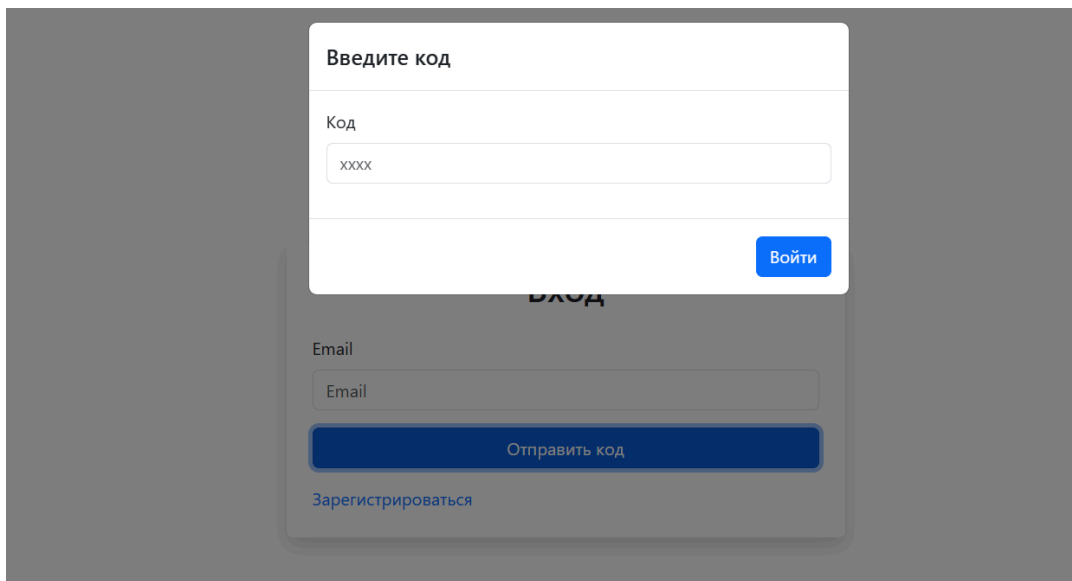 Введите код
Код
xxxx
Войти
Вход
Email
Email
Отправить код
Зарегистрироваться